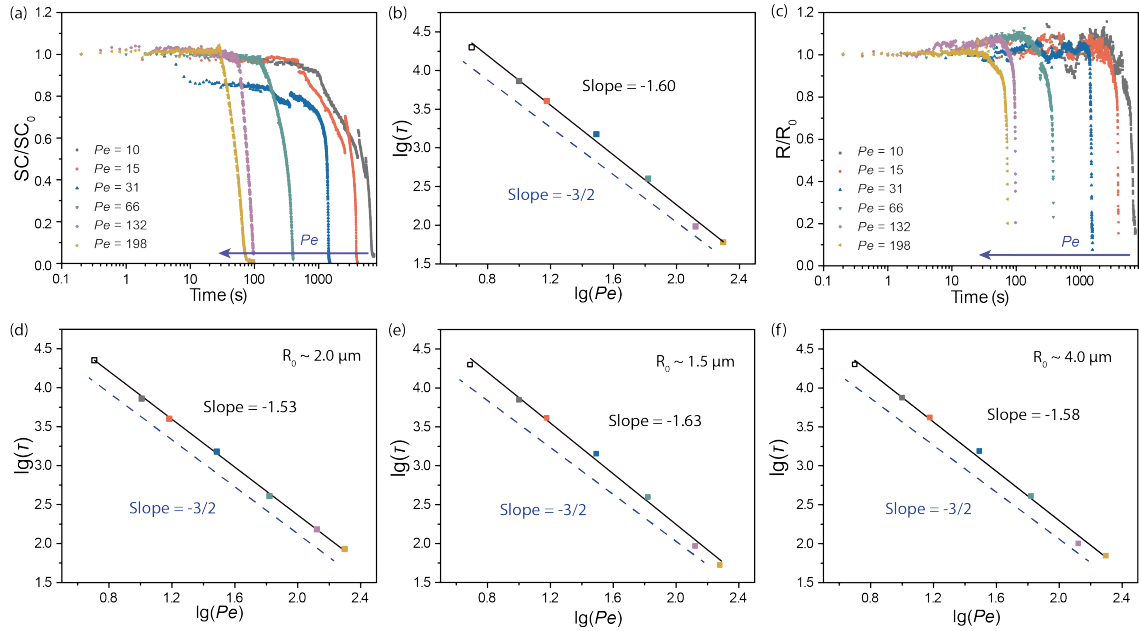 (a)
1.2
1.0
0.8
0.6
0.4
0.2
0.0
SC/SC0
Pe = 10
Pe = 15
Pe = 31
Pe = 66
Pe = 132
Pe = 198
Pe
0.1 1 10 100 1000
Time (s)
(b)
4.5
4.0
3.5
3.0
2.5
2.0
1.5
lg(τ)
Slope = -1.60
Slope = -3/2
0.8 1.2 1.6 2.0 2.4
lg(Pe)
(c)
1.2
1.0
0.8
0.6
0.4
0.2
0.0
R/R0
Pe = 10
Pe = 15
Pe = 31
Pe = 66
Pe = 132
Pe = 198
Pe
0.1 1 10 100 1000
Time (s)
(d)
4.5
4.0
3.5
3.0
2.5
2.0
1.5
lg(τ)
R0 ~ 2.0 μm
Slope = -1.53
Slope = -3/2
0.8 1.2 1.6 2.0 2.4
lg(Pe)
(e)
4.5
4.0
3.5
3.0
2.5
2.0
1.5
lg(τ)
R0 ~ 1.5 μm
Slope = -1.63
Slope = -3/2
0.8 1.2 1.6 2.0 2.4
lg(Pe)
(f)
4.5
4.0
3.5
3.0
2.5
2.0
1.5
lg(τ)
R0 ~ 4.0 μm
Slope = -1.58
Slope = -3/2
0.8 1.2 1.6 2.0 2.4
lg(Pe)